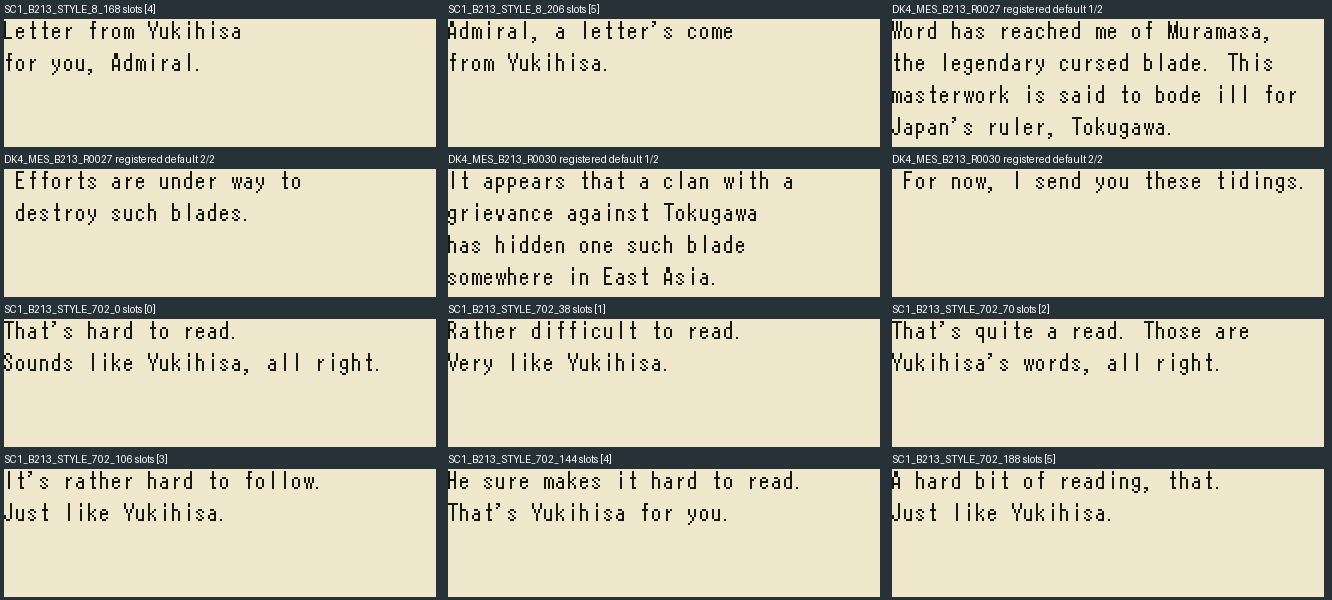 SC1_B213_STYLE_8_168 slots [4]
Letter from Yukihisa
for you, Admiral.
SC1_B213_STYLE_8_206 slots [5]
Admiral, a letter's come
from Yukihisa.
DK4_MES_B213_R0027 registered default 1/2
Word has reached me of Muramasa,
the legendary cursed blade. This
masterwork is said to bode ill for
Japan's ruler, Tokugawa.
DK4_MES_B213_R0027 registered default 2/2
Efforts are under way to
destroy such blades.
DK4_MES_B213_R0030 registered default 1/2
It appears that a clan with a
grievance against Tokugawa
has hidden one such blade
somewhere in East Asia.
DK4_MES_B213_R0030 registered default 2/2
For now, I send you these tidings.
SC1_B213_STYLE_702_0 slots [0]
That's hard to read.
Sounds like Yukihisa, all right.
SC1_B213_STYLE_702_38 slots [1]
Rather difficult to read.
Very like Yukihisa.
SC1_B213_STYLE_702_70 slots [2]
That's quite a read. Those are
Yukihisa's words, all right.
SC1_B213_STYLE_702_106 slots [3]
It's rather hard to follow.
Just like Yukihisa.
SC1_B213_STYLE_702_144 slots [4]
He sure makes it hard to read.
That's Yukihisa for you.
SC1_B213_STYLE_702_188 slots [5]
A hard bit of reading, that.
Just like Yukihisa.